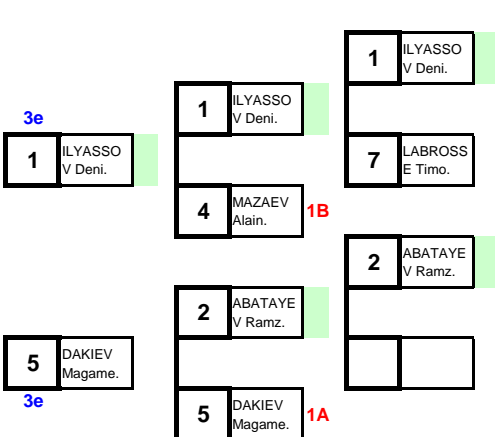 3e
1 ILYASSO
V Deni.
5 DAKIEV
Magame.
3e
1 ILYASSO
V Deni.
4 MAZAEV
Alain. 1B
2 ABATAYE
V Ramz.
5 DAKIEV
Magame. 1A
1 ILYASSO
V Deni.
7 LABROSS
E Timo.
2 ABATAYE
V Ramz.